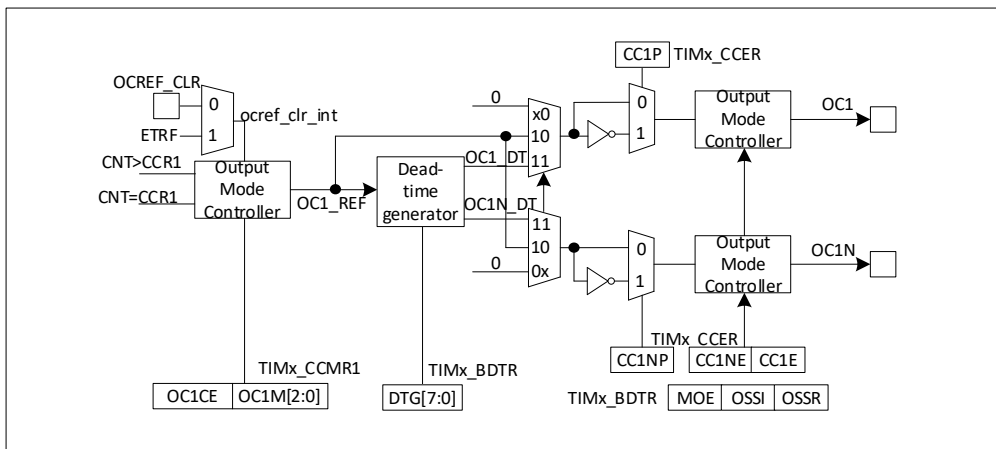 CC1P TIMx_CCER
OCREF_CLR
0
1
ETRF
ocref_clr_int
CNT>CCR1
CNT=CCR1
Output
Mode
Controller
OC1_REF
Dead-
time
generator
OC1_DT
OC1N_DT
0
x0
10
11
11
10
0x
0
0
1
0
1
Output
Mode
Controller
OC1
Output
Mode
Controller
OC1N
TIMx_CCER
CC1NP CC1NE CC1E
TIMx_CCMR1
OC1CE OC1M[2:0]
TIMx_BDTR
DTG[7:0]
TIMx_BDTR MOE OSSI OSSR